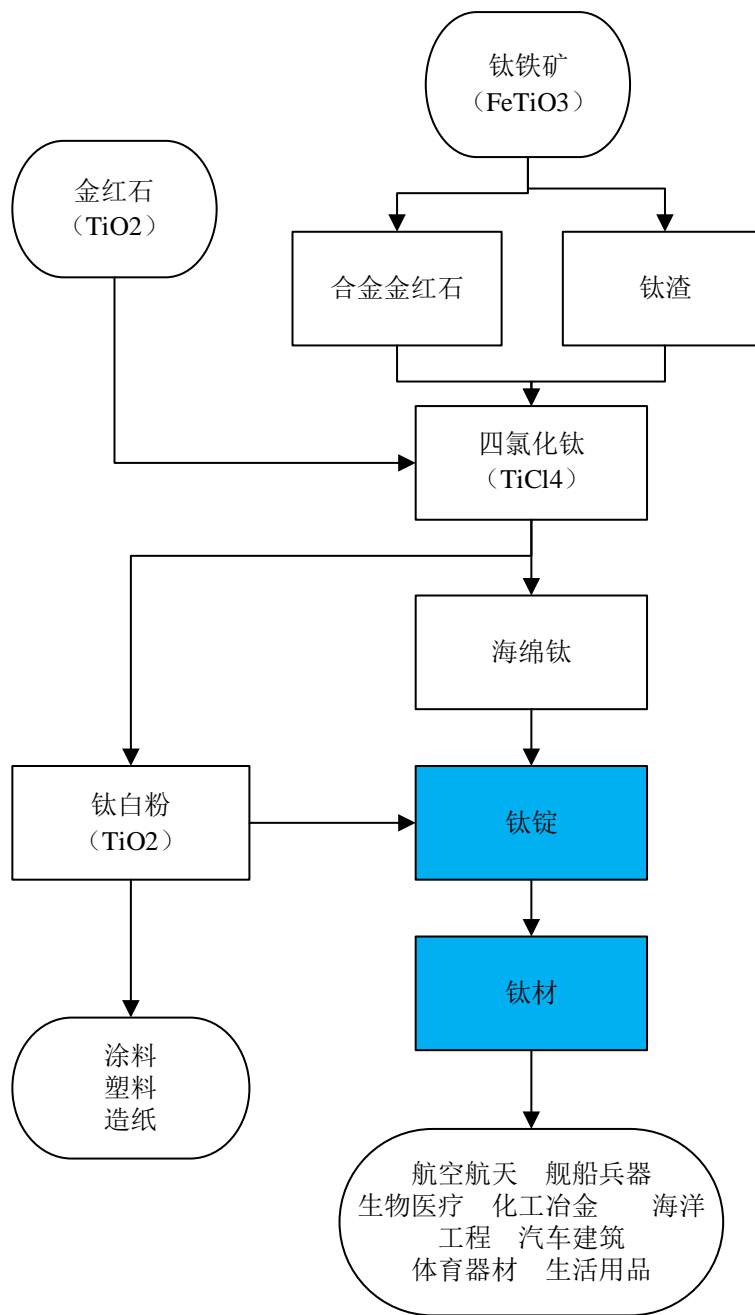 钛铁矿
（FeTiO3）
金红石
（TiO2）
合金金红石
钛渣
四氯化钛
（TiCl4）
海绵钛
钛白粉
（TiO2）
钛锭
钛材
涂料
塑料
造纸
航空航天 舰船兵器
生物医疗 化工冶金 海洋
工程 汽车建筑
体育器材 生活用品